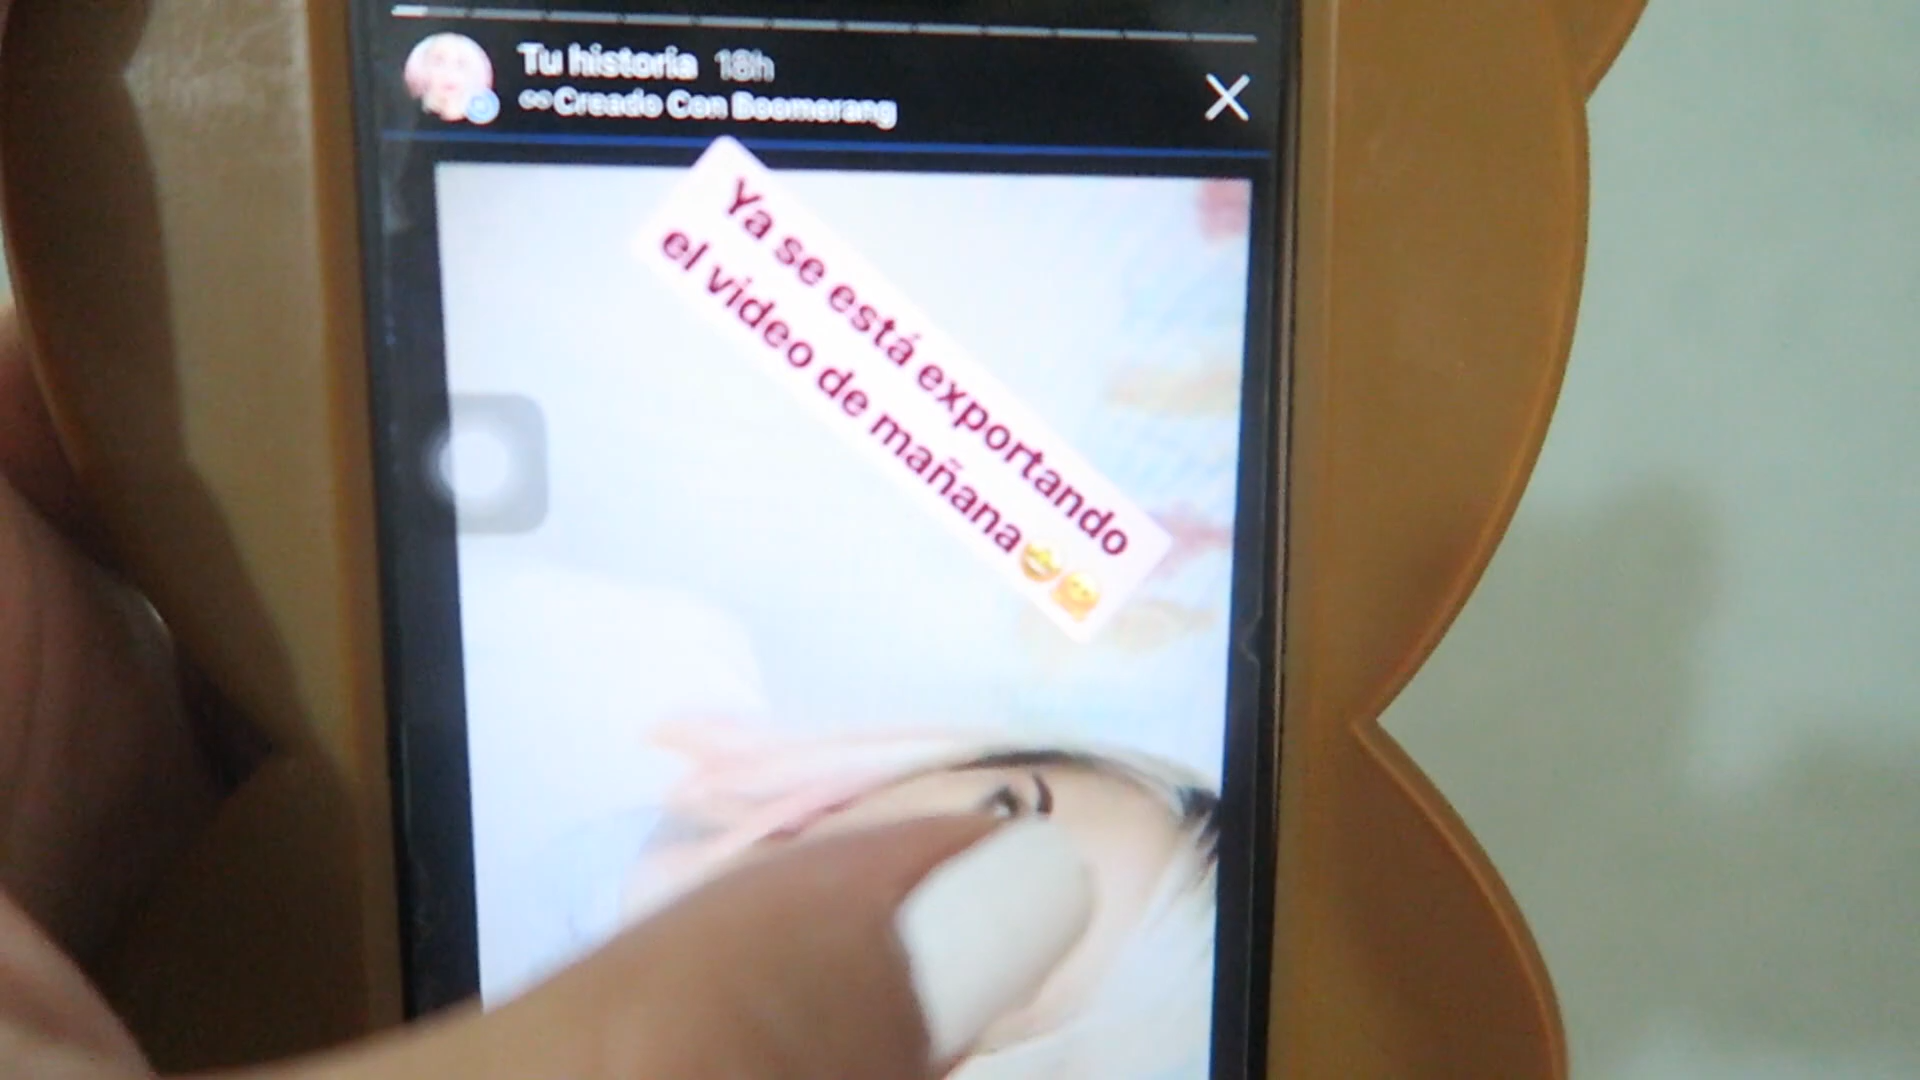 Tu historia 18h
∞Creado Con Boomerang
Ya se está exportando
el video de mañana🤩🤗